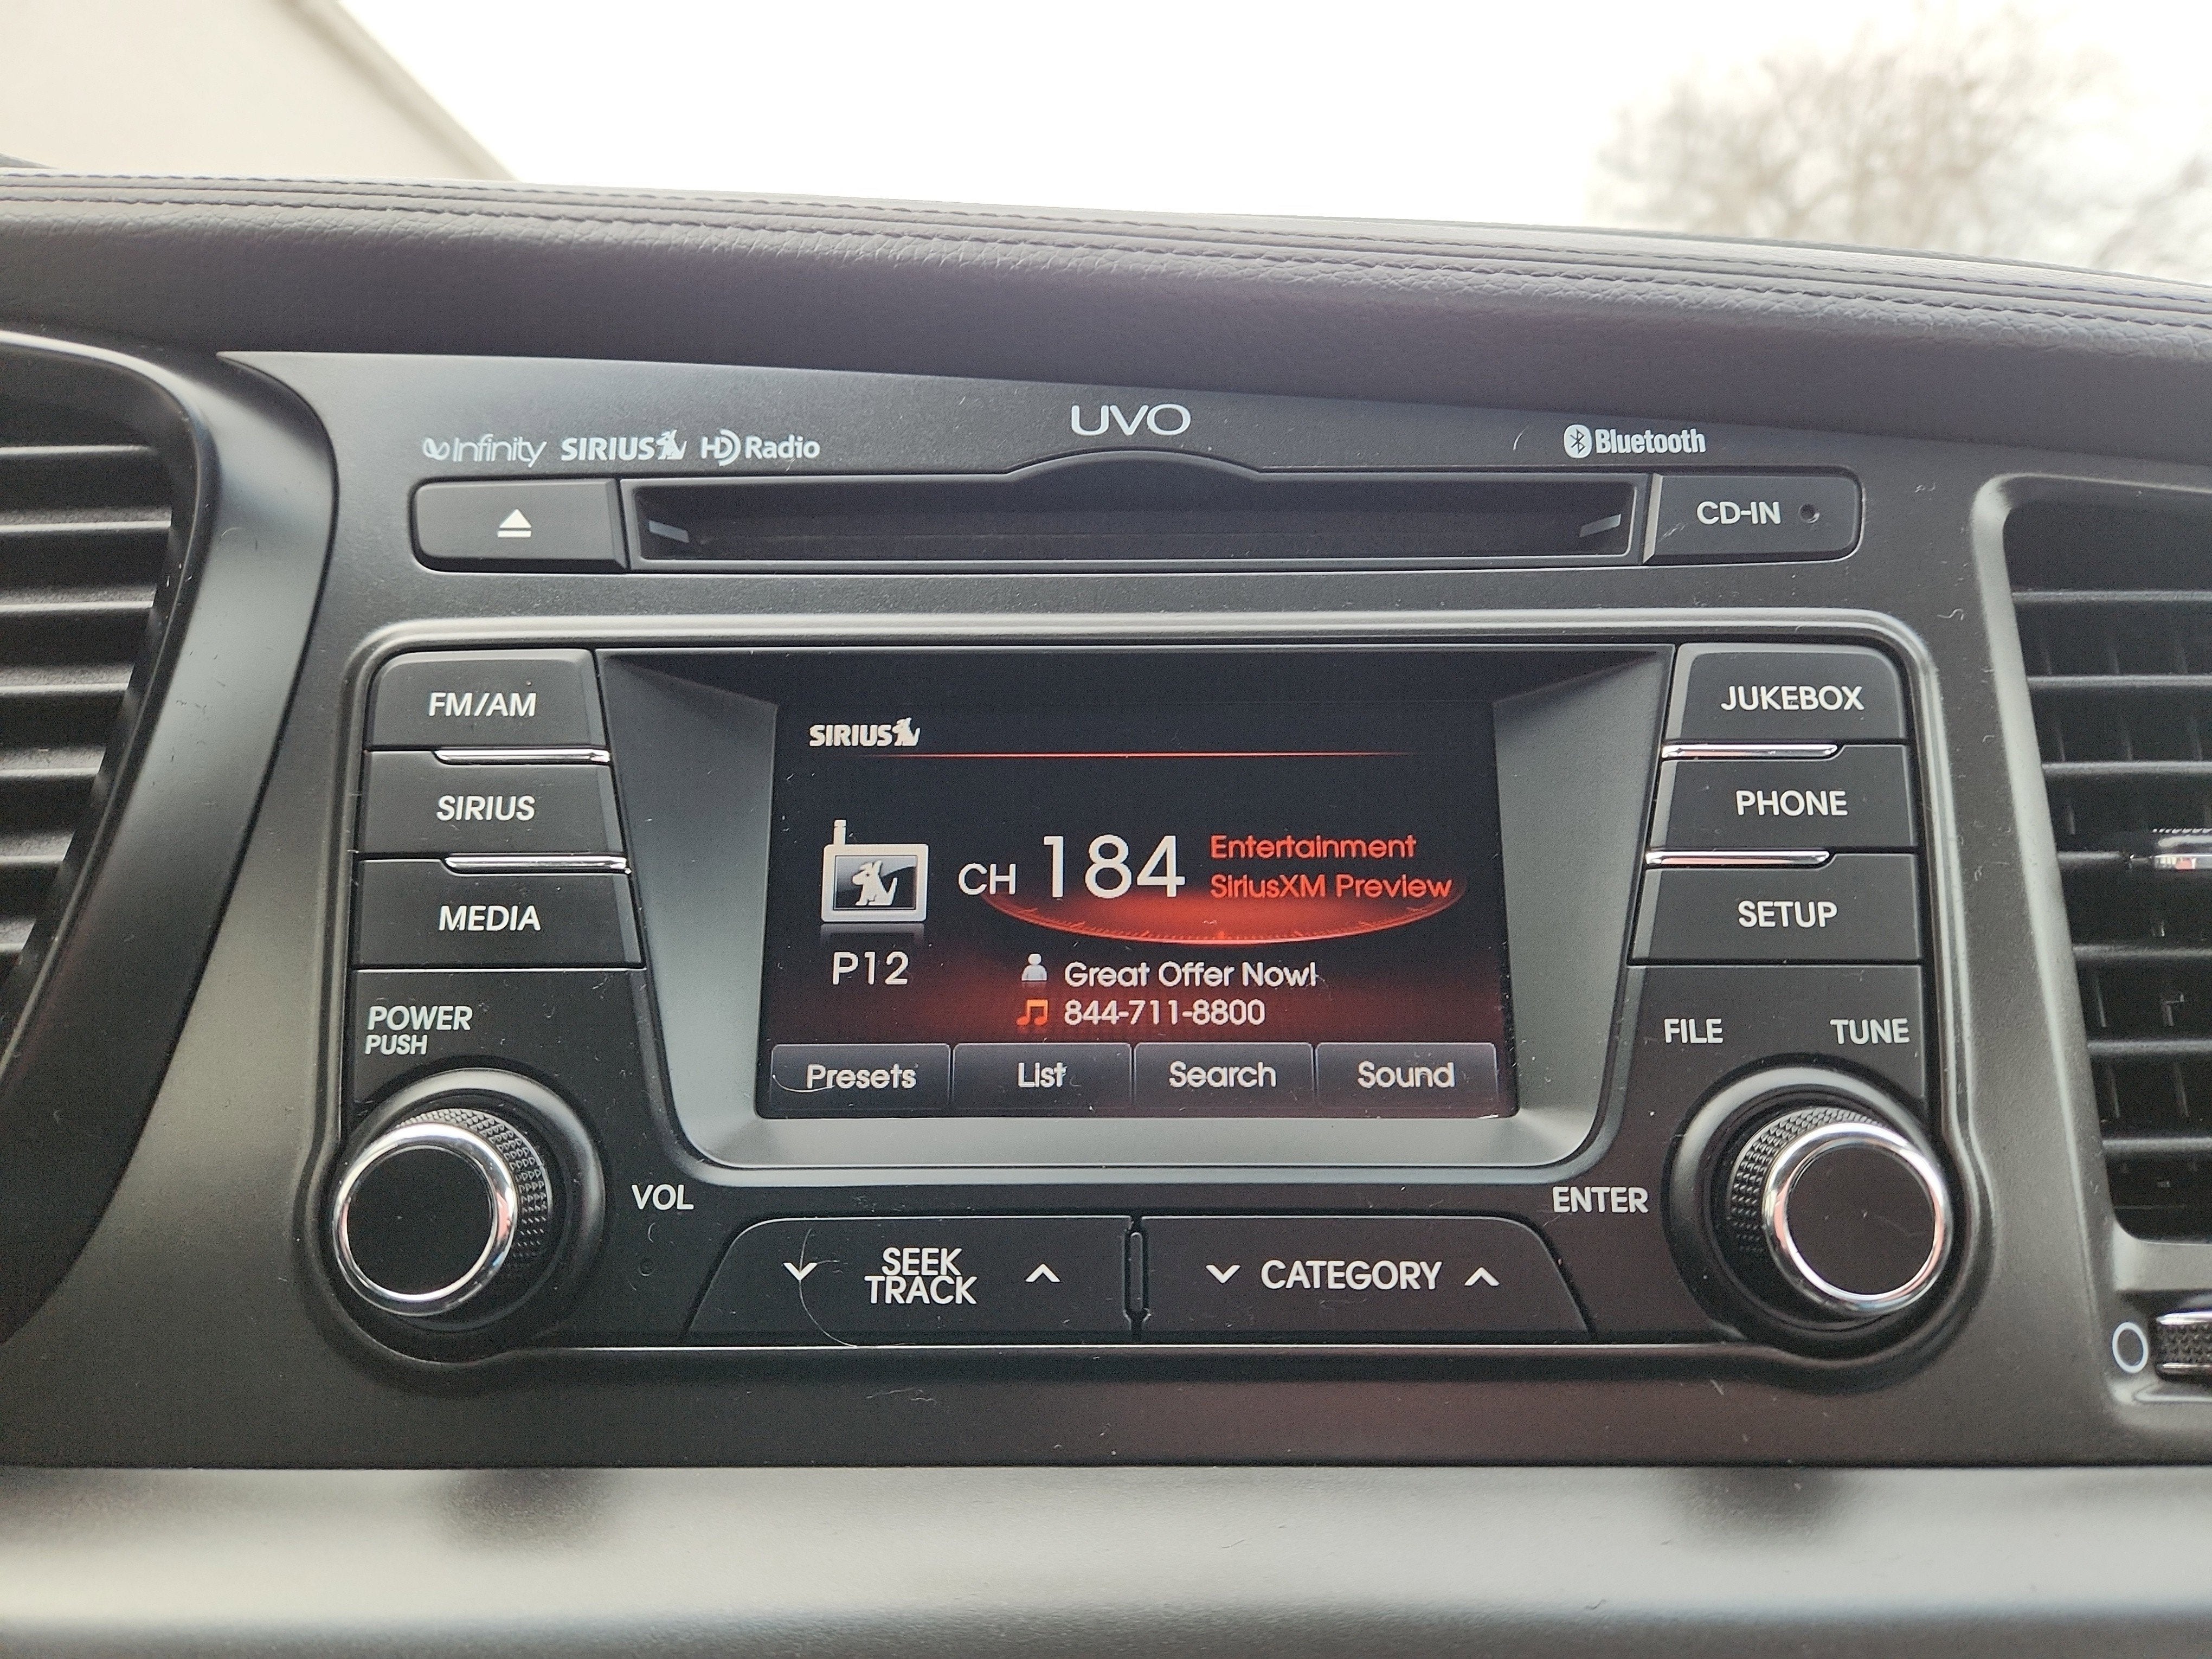 UVO
Infinity SIRIUS HD Radio
Bluetooth
CD-IN
FM/AM
SIRIUS
MEDIA
POWER
PUSH
VOL
SIRIUS
CH 184
Entertainment
SiriusXM Preview
P12
Great Offer Now!
844-711-8800
Presets List Search Sound
JUKEBOX
PHONE
SETUP
FILE TUNE
ENTER
SEEK
TRACK
CATEGORY